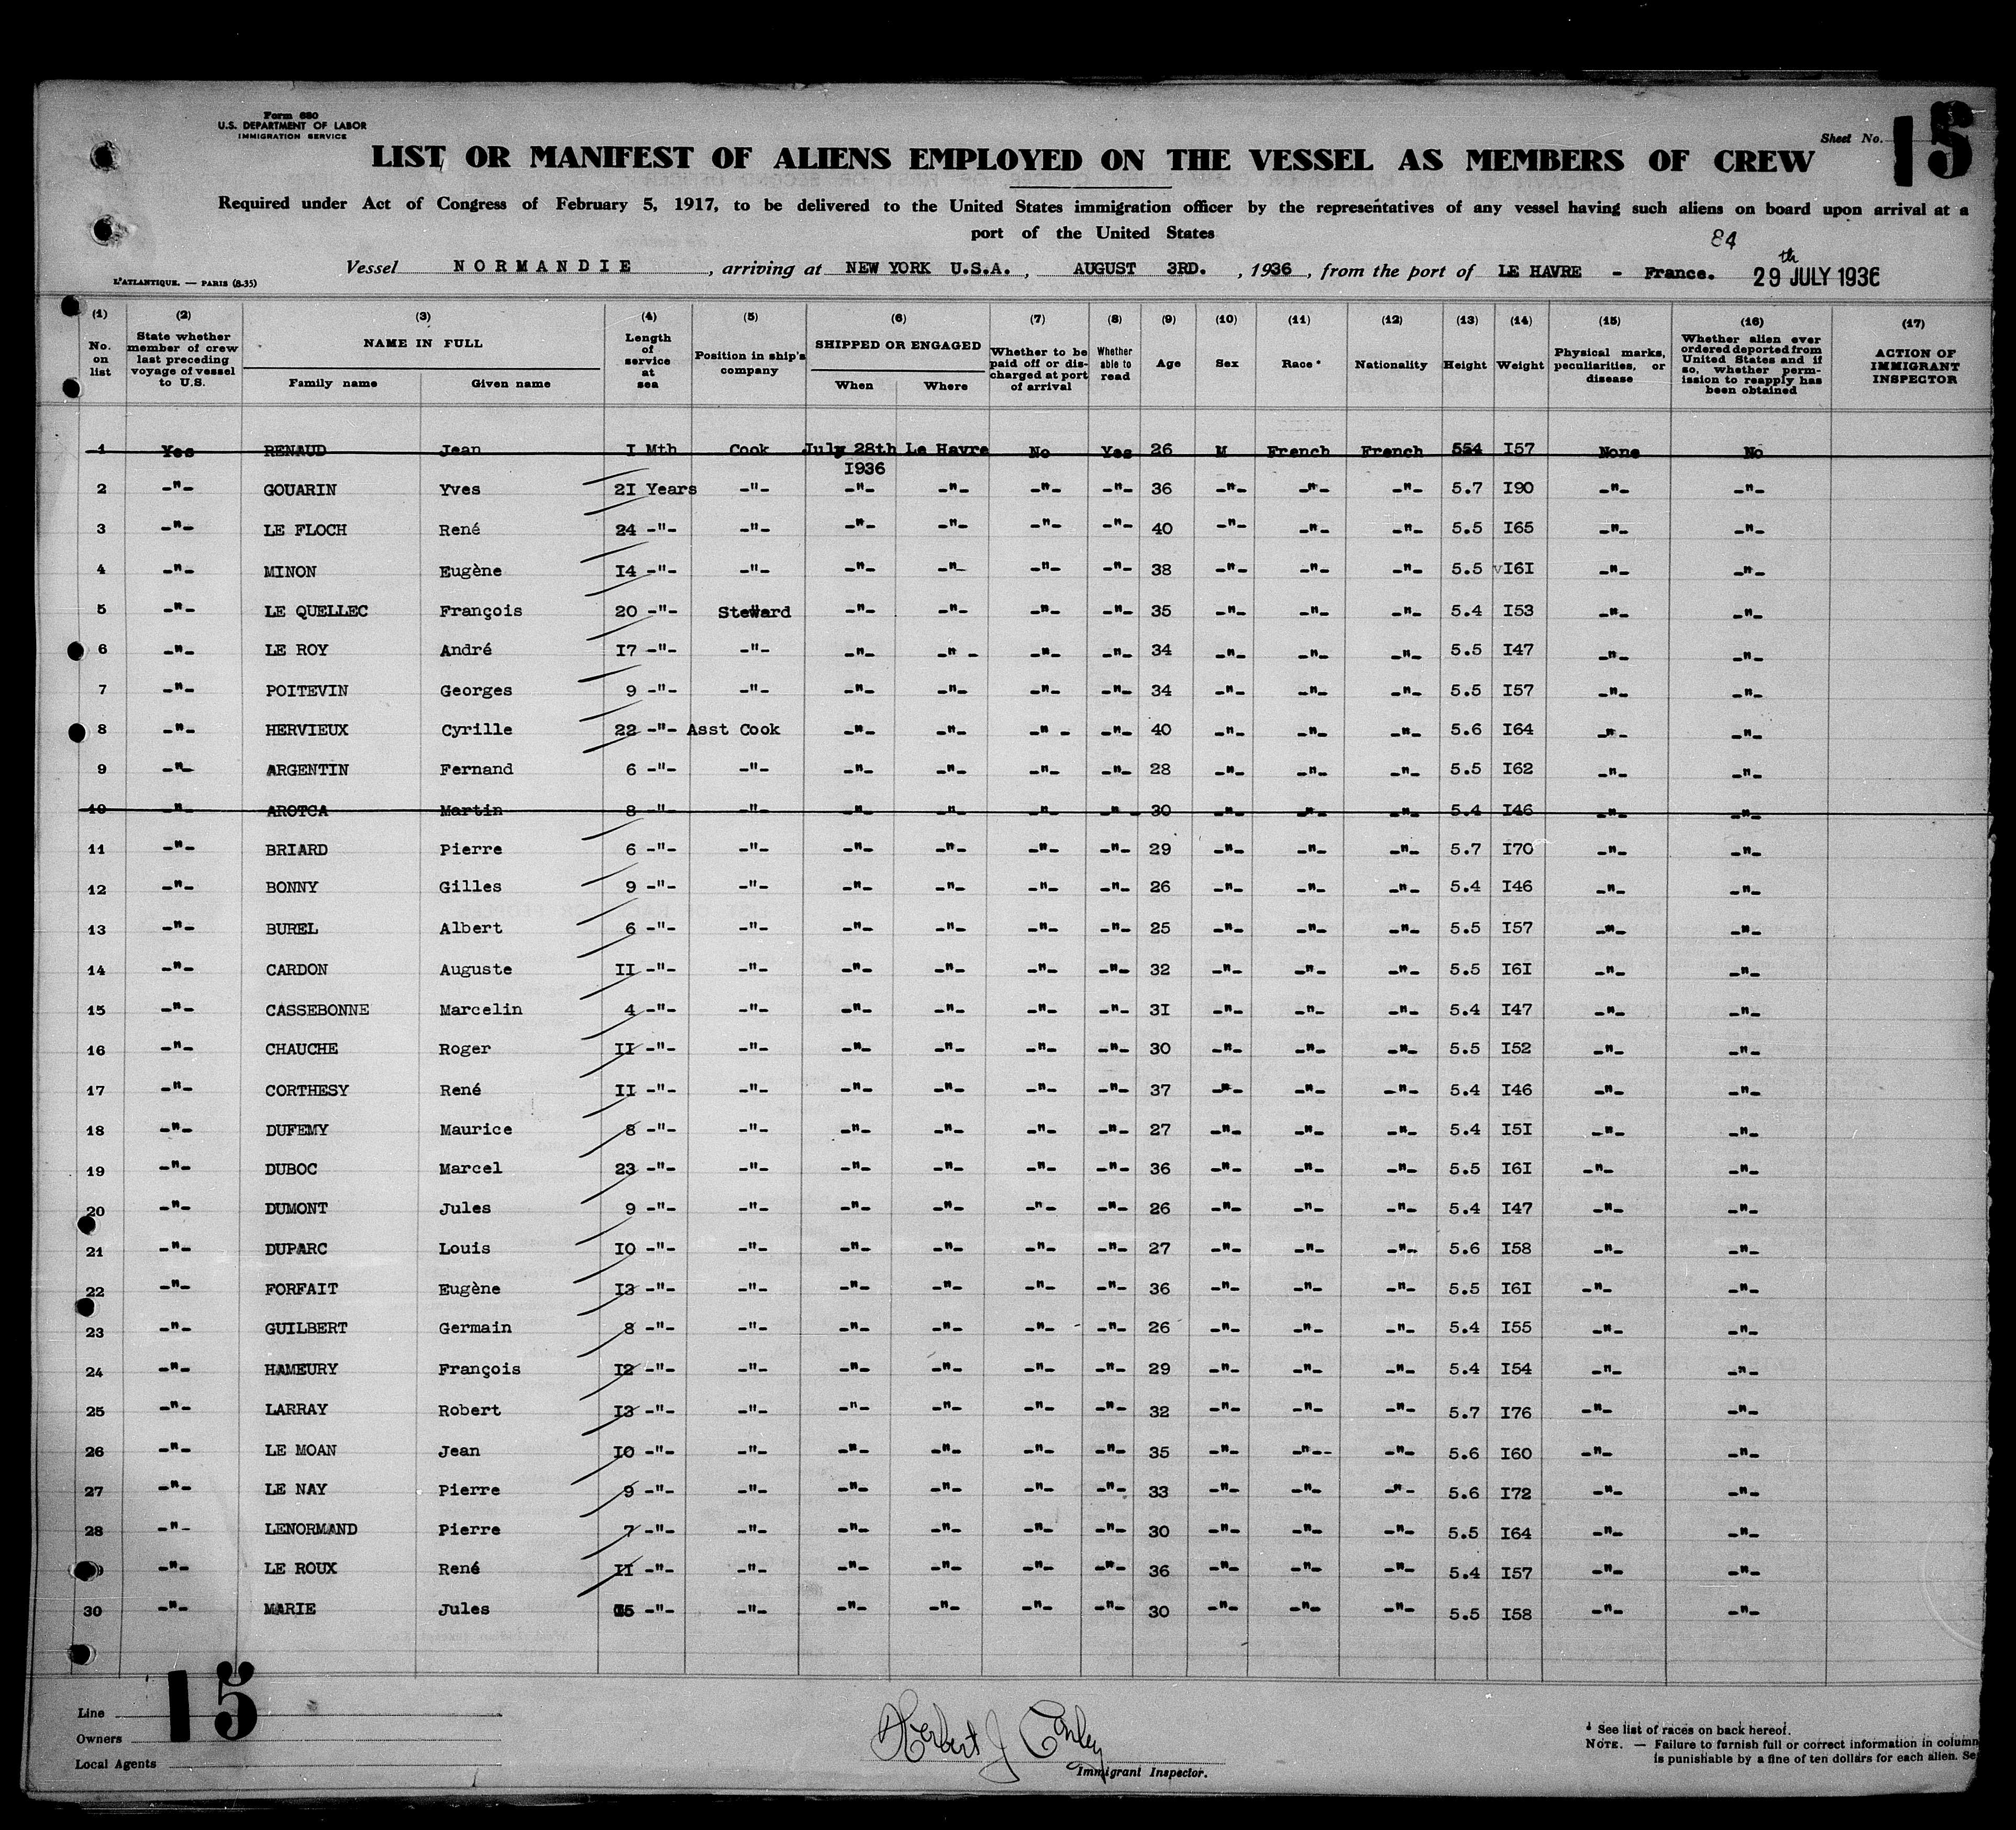 Form 680
U.S. DEPARTMENT OF LABOR
IMMIGRATION SERVICE
Sheet No. 15
LIST OR MANIFEST OF ALIENS EMPLOYED ON THE VESSEL AS MEMBERS OF CREW
Required under Act of Congress of February 5, 1917, to be delivered to the United States immigration officer by the representatives of any vessel having such aliens on board upon arrival at a
port of the United States
84
Vessel NORMANDIE, arriving at NEW YORK U.S.A., AUGUST 3RD., 1936, from the port of LE HAVRE - France. 29th JULY 1936
L'ATLANTIQUE. — PARIS (8-35)
(1) (2) (3) (4) (5) (6) (7) (8) (9) (10) (11) (12) (13) (14) (15) (16) (17)
No. on list
State whether member of crew last preceding voyage of vessel to U.S.
NAME IN FULL
Family name Given name
Length of service at sea
Position in ship's company
SHIPPED OR ENGAGED
When Where
Whether to be paid off or discharged at port of arrival
Whether able to read
Age
Sex
Race *
Nationality
Height
Weight
Physical marks, peculiarities, or disease
Whether alien ever ordered deported from United States and if so, whether permission to reapply has been obtained
ACTION OF IMMIGRANT INSPECTOR
1 Yes RENAUD Jean I Mth Cook July 28th 1936 Le Havre No Yes 26 M French French 554 I57 None No
2 -"- GOUARIN Yves 2I Years -"- -"- -"- -"- -"- 36 -"- -"- -"- 5.7 I90 -"- -"-
3 -"- LE FLOCH René 24 -"- -"- -"- -"- -"- -"- 40 -"- -"- -"- 5.5 I65 -"- -"-
4 -"- MINON Eugène I4 -"- -"- -"- -"- -"- -"- 38 -"- -"- -"- 5.5 I6I -"- -"-
5 -"- LE QUELLEC François 20 -"- Steward -"- -"- -"- -"- 35 -"- -"- -"- 5.4 I53 -"- -"-
6 -"- LE ROY André I7 -"- -"- -"- -"- -"- -"- 34 -"- -"- -"- 5.5 I47 -"- -"-
7 -"- POITEVIN Georges 9 -"- -"- -"- -"- -"- -"- 34 -"- -"- -"- 5.5 I57 -"- -"-
8 -"- HERVIEUX Cyrille 22 -"- Asst Cook -"- -"- -"- -"- 40 -"- -"- -"- 5.6 I64 -"- -"-
9 -"- ARGENTIN Fernand 6 -"- -"- -"- -"- -"- -"- 28 -"- -"- -"- 5.5 I62 -"- -"-
10 -"- AROTCA Martin 8 -"- -"- -"- -"- -"- -"- 30 -"- -"- -"- 5.4 I46 -"- -"-
11 -"- BRIARD Pierre 6 -"- -"- -"- -"- -"- -"- 29 -"- -"- -"- 5.7 I70 -"- -"-
12 -"- BONNY Gilles 9 -"- -"- -"- -"- -"- -"- 26 -"- -"- -"- 5.4 I46 -"- -"-
13 -"- BUREL Albert 6 -"- -"- -"- -"- -"- -"- 25 -"- -"- -"- 5.5 I57 -"- -"-
14 -"- CARDON Auguste II -"- -"- -"- -"- -"- -"- 32 -"- -"- -"- 5.5 I6I -"- -"-
15 -"- CASSEBONNE Marcelin 4 -"- -"- -"- -"- -"- -"- 3I -"- -"- -"- 5.4 I47 -"- -"-
16 -"- CHAUCHE Roger II -"- -"- -"- -"- -"- -"- 30 -"- -"- -"- 5.5 I52 -"- -"-
17 -"- CORTHESY René II -"- -"- -"- -"- -"- -"- 37 -"- -"- -"- 5.4 I46 -"- -"-
18 -"- DUFEMY Maurice 8 -"- -"- -"- -"- -"- -"- 27 -"- -"- -"- 5.4 I5I -"- -"-
19 -"- DUBOC Marcel 23 -"- -"- -"- -"- -"- -"- 36 -"- -"- -"- 5.5 I6I -"- -"-
20 -"- DUMONT Jules 9 -"- -"- -"- -"- -"- -"- 26 -"- -"- -"- 5.4 I47 -"- -"-
21 -"- DUPARC Louis I0 -"- -"- -"- -"- -"- -"- 27 -"- -"- -"- 5.6 I58 -"- -"-
22 -"- FORFAIT Eugène I3 -"- -"- -"- -"- -"- -"- 36 -"- -"- -"- 5.5 I6I -"- -"-
23 -"- GUILBERT Germain 8 -"- -"- -"- -"- -"- -"- 26 -"- -"- -"- 5.4 I55 -"- -"-
24 -"- HAMEURY François I2 -"- -"- -"- -"- -"- -"- 29 -"- -"- -"- 5.4 I54 -"- -"-
25 -"- LARRAY Robert I3 -"- -"- -"- -"- -"- -"- 32 -"- -"- -"- 5.7 I76 -"- -"-
26 -"- LE MOAN Jean I0 -"- -"- -"- -"- -"- -"- 35 -"- -"- -"- 5.6 I60 -"- -"-
27 -"- LE NAY Pierre 9 -"- -"- -"- -"- -"- -"- 33 -"- -"- -"- 5.6 I72 -"- -"-
28 -"- LENORMAND Pierre 7 -"- -"- -"- -"- -"- -"- 30 -"- -"- -"- 5.5 I64 -"- -"-
9 -"- LE ROUX René II -"- -"- -"- -"- -"- -"- 36 -"- -"- -"- 5.4 I57 -"- -"-
30 -"- MARIE Jules -"- -"- -"- -"- -"- -"- 30 -"- -"- -"- 5.5 I58 -"- -"-
15
Line
Owners
Local Agents
Herbert J Conley
Immigrant Inspector.
* See list of races on back hereof.
NOTE. — Failure to furnish full or correct information in column
is punishable by a fine of ten dollars for each alien. Se